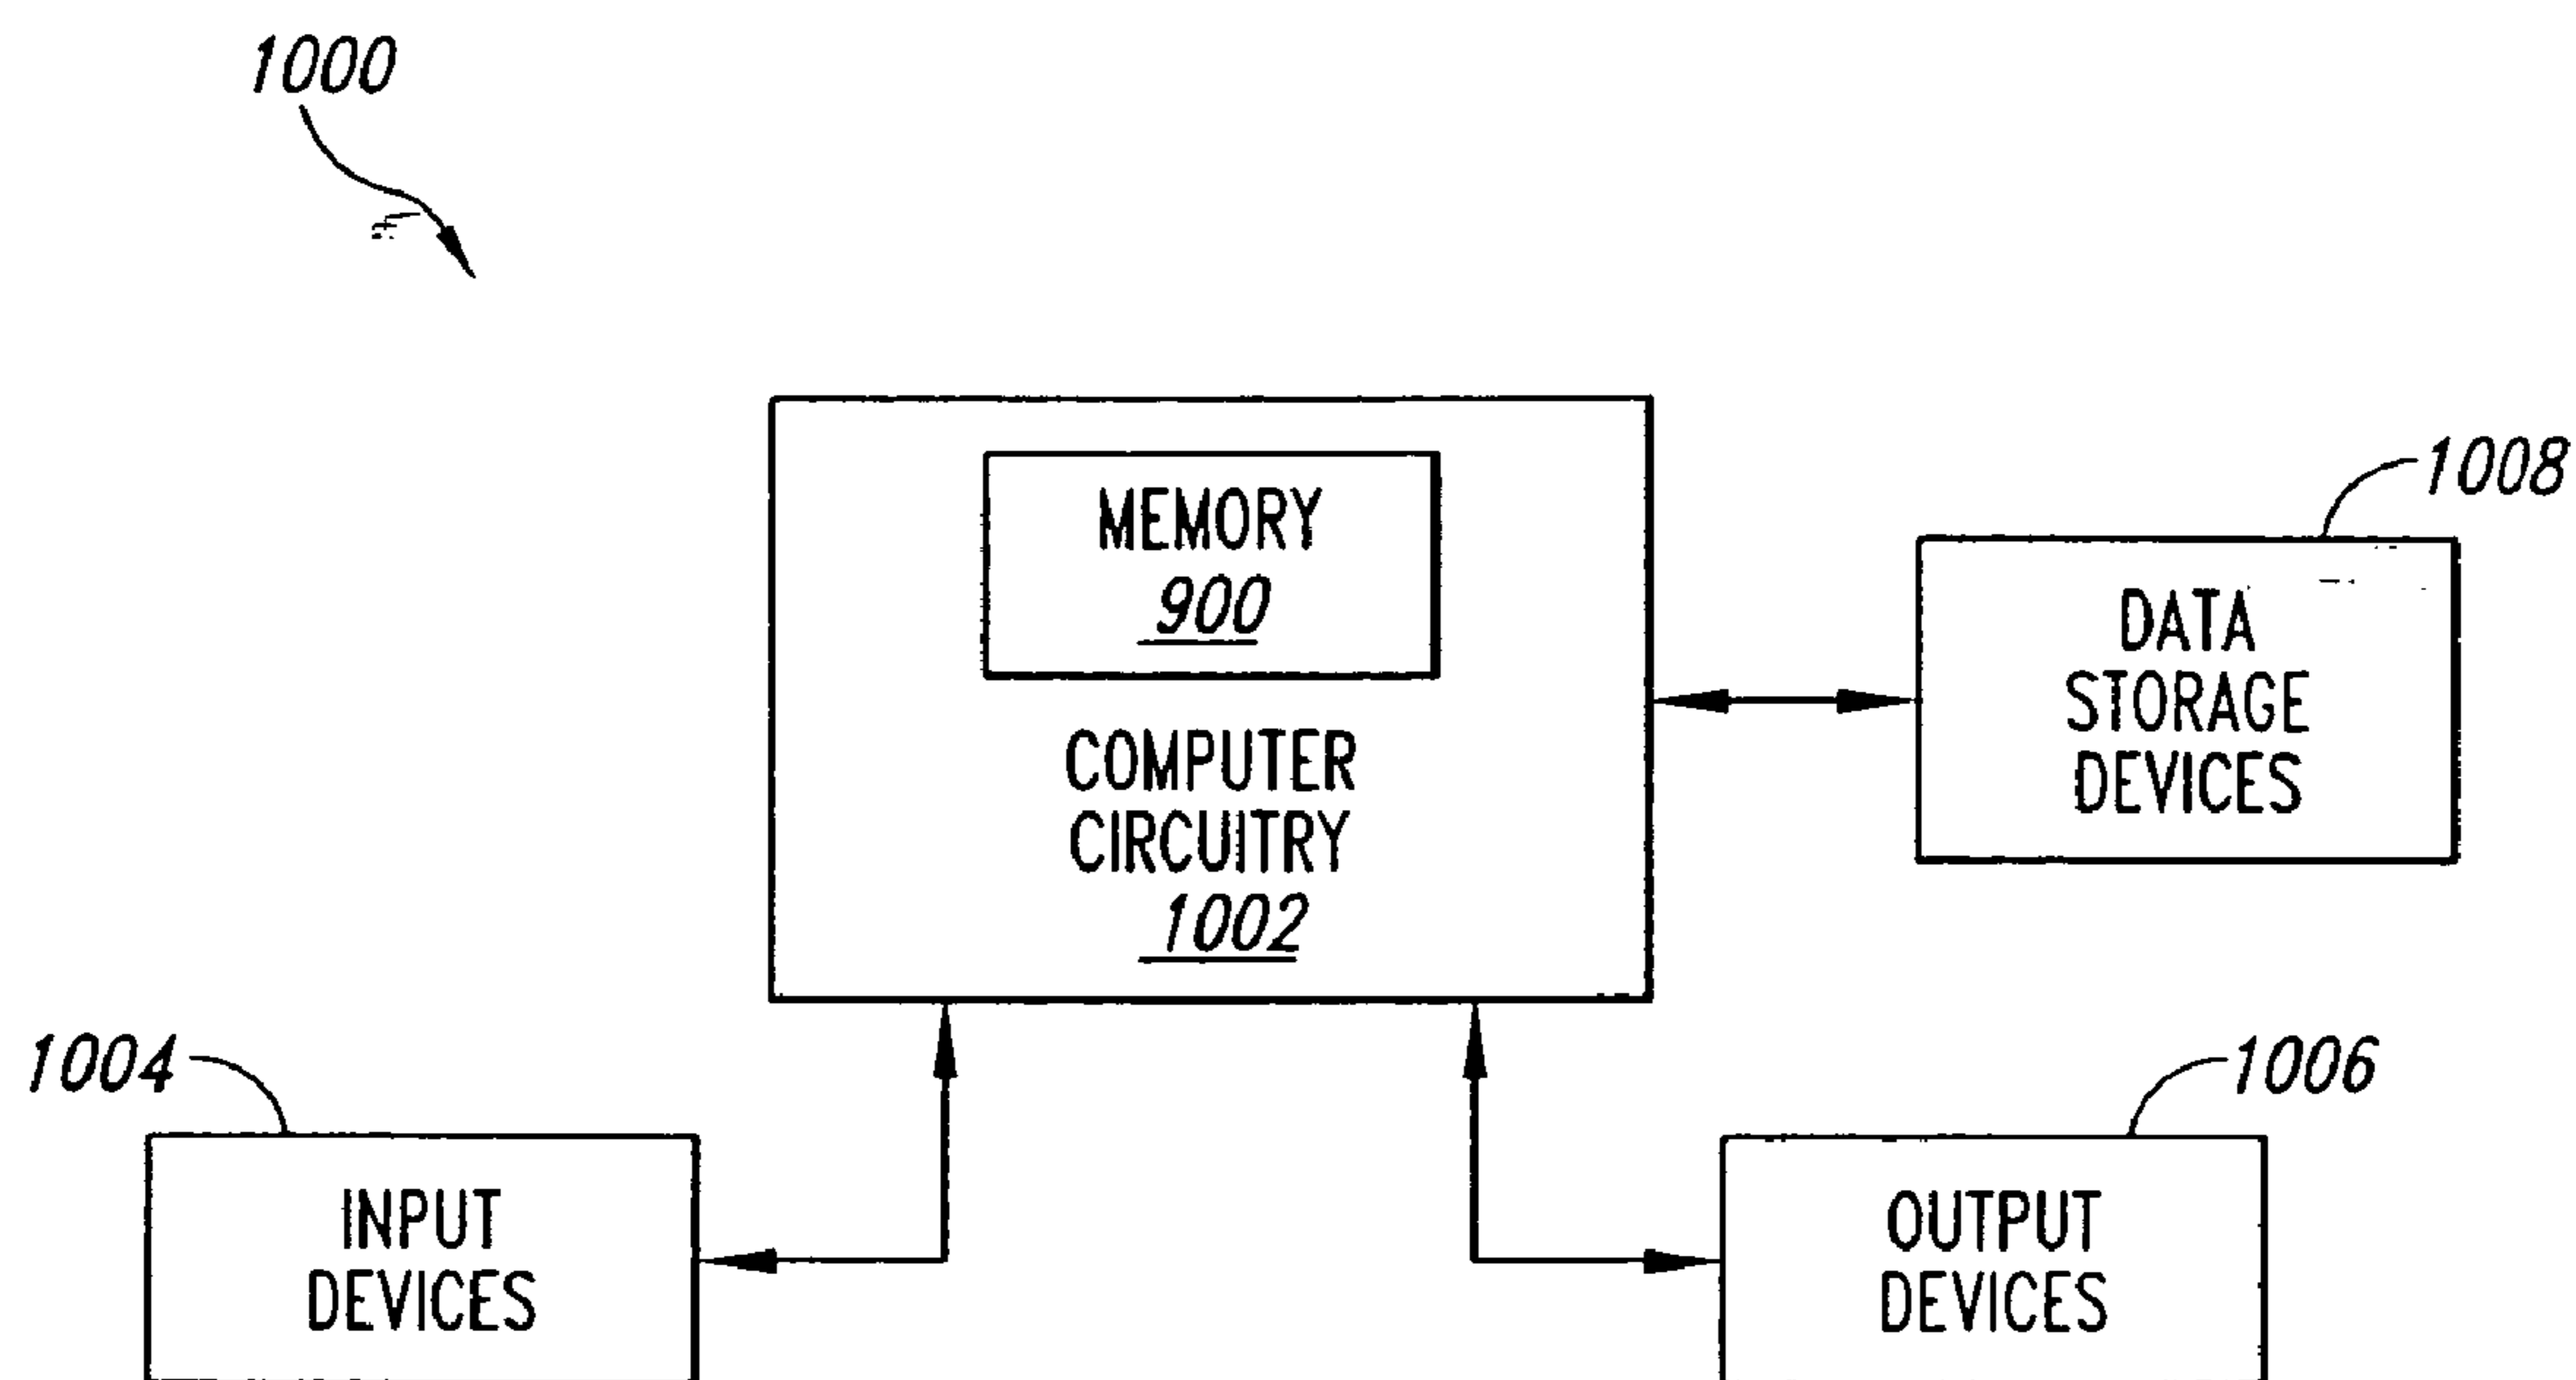 1000
MEMORY
900
COMPUTER
CIRCUITRY
1002
1008
DATA
STORAGE
DEVICES
1004
INPUT
DEVICES
1006
OUTPUT
DEVICES